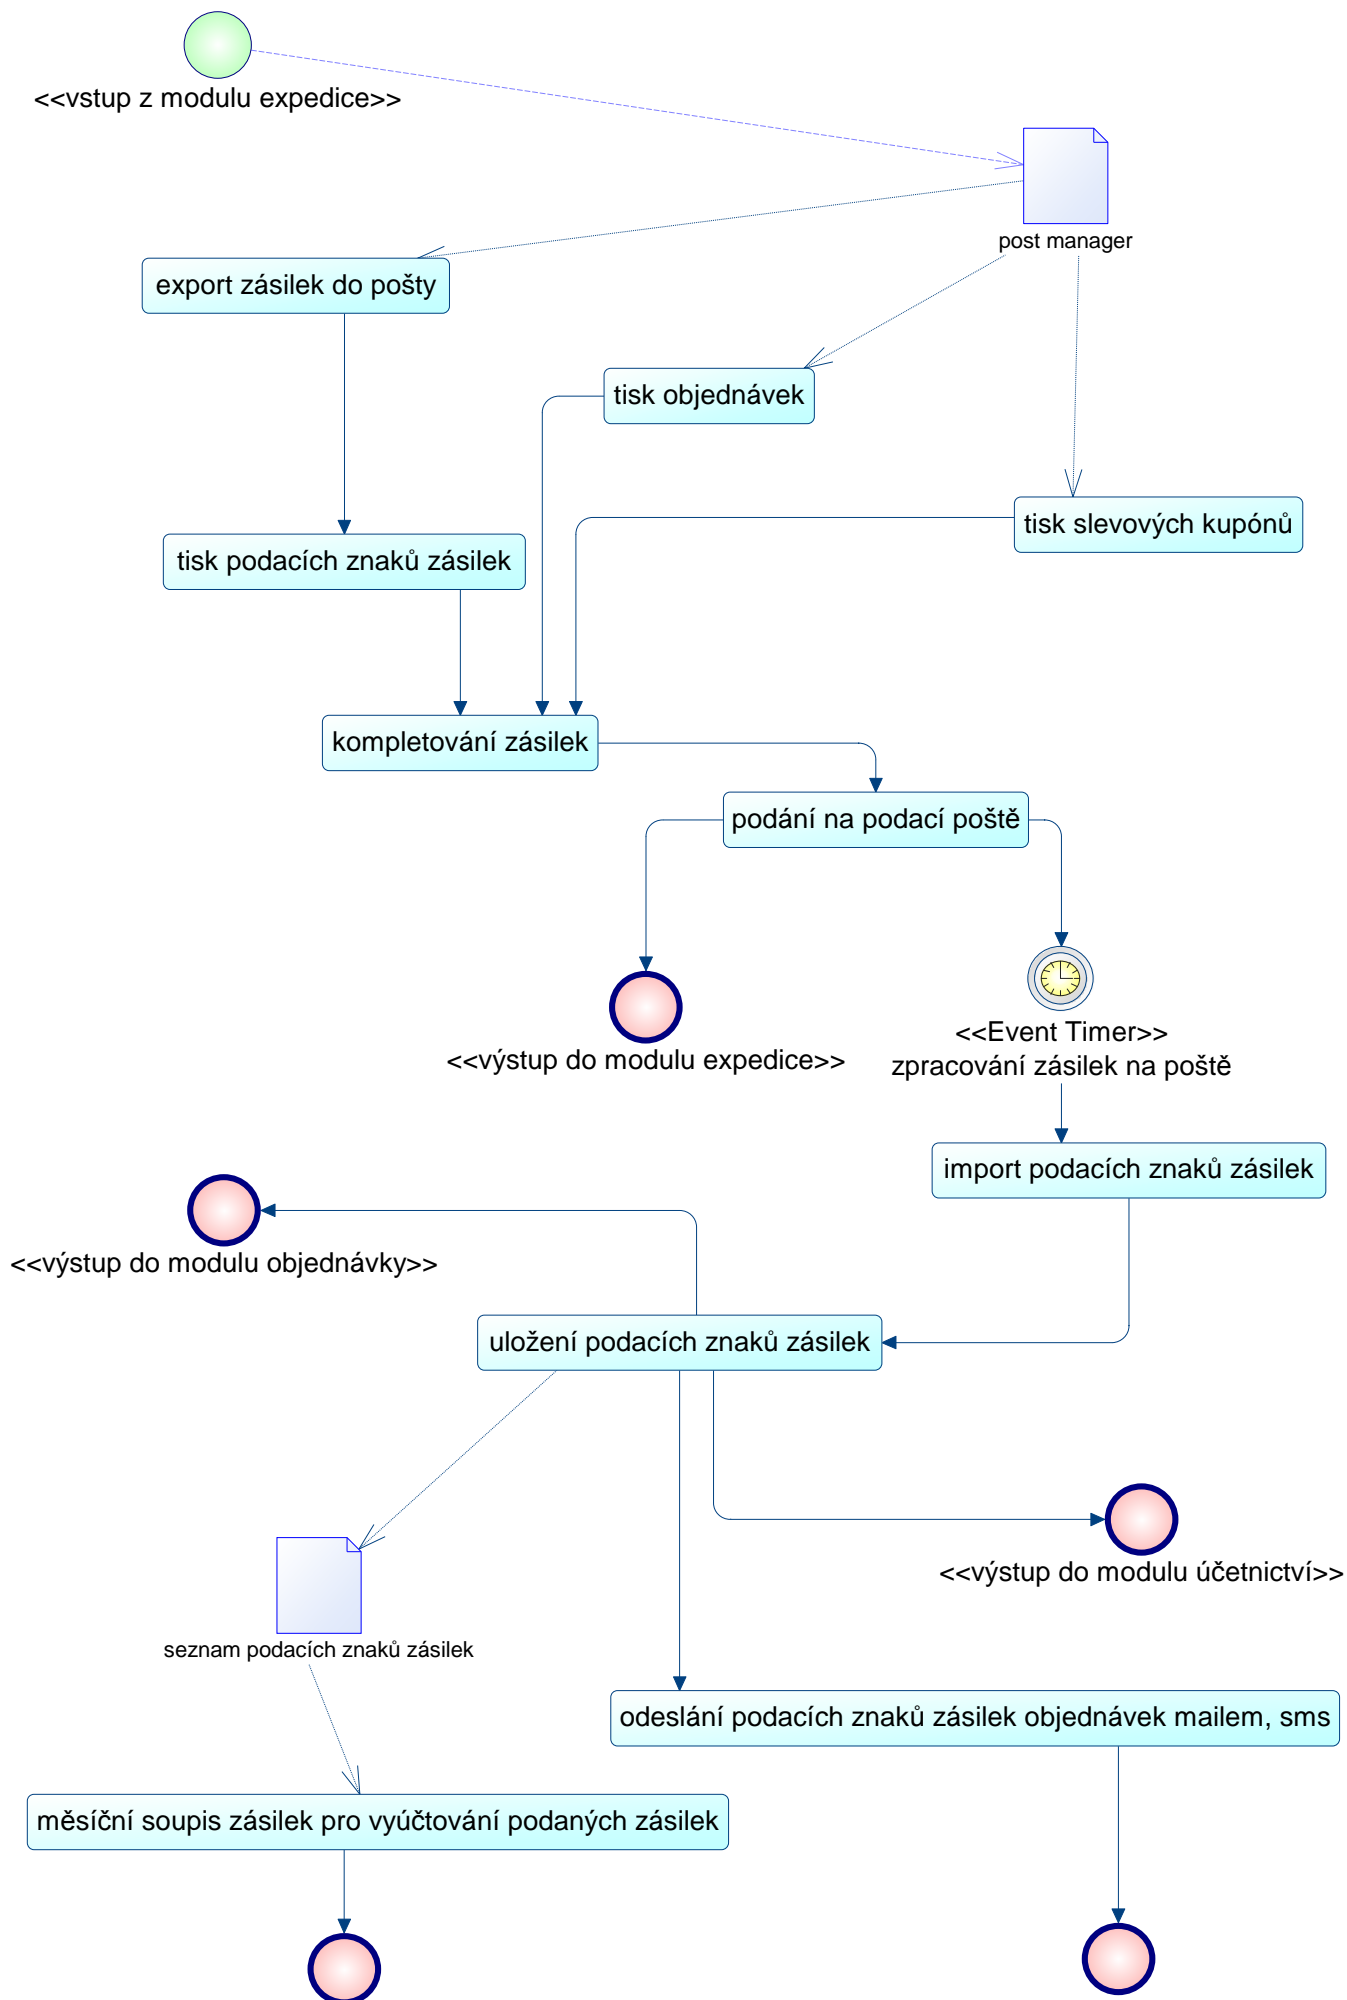 <<vstup z modulu expedice>>
post manager
export zásilek do pošty
tisk objednávek
tisk slevových kupónů
tisk podacích znaků zásilek
kompletování zásilek
podání na podací poště
<<Event Timer>>
zpracování zásilek na poště
<<výstup do modulu expedice>>
import podacích znaků zásilek
<<výstup do modulu objednávky>>
uložení podacích znaků zásilek
<<výstup do modulu účetnictví>>
seznam podacích znaků zásilek
odeslání podacích znaků zásilek objednávek mailem, sms
měsíční soupis zásilek pro vyúčtování podaných zásilek